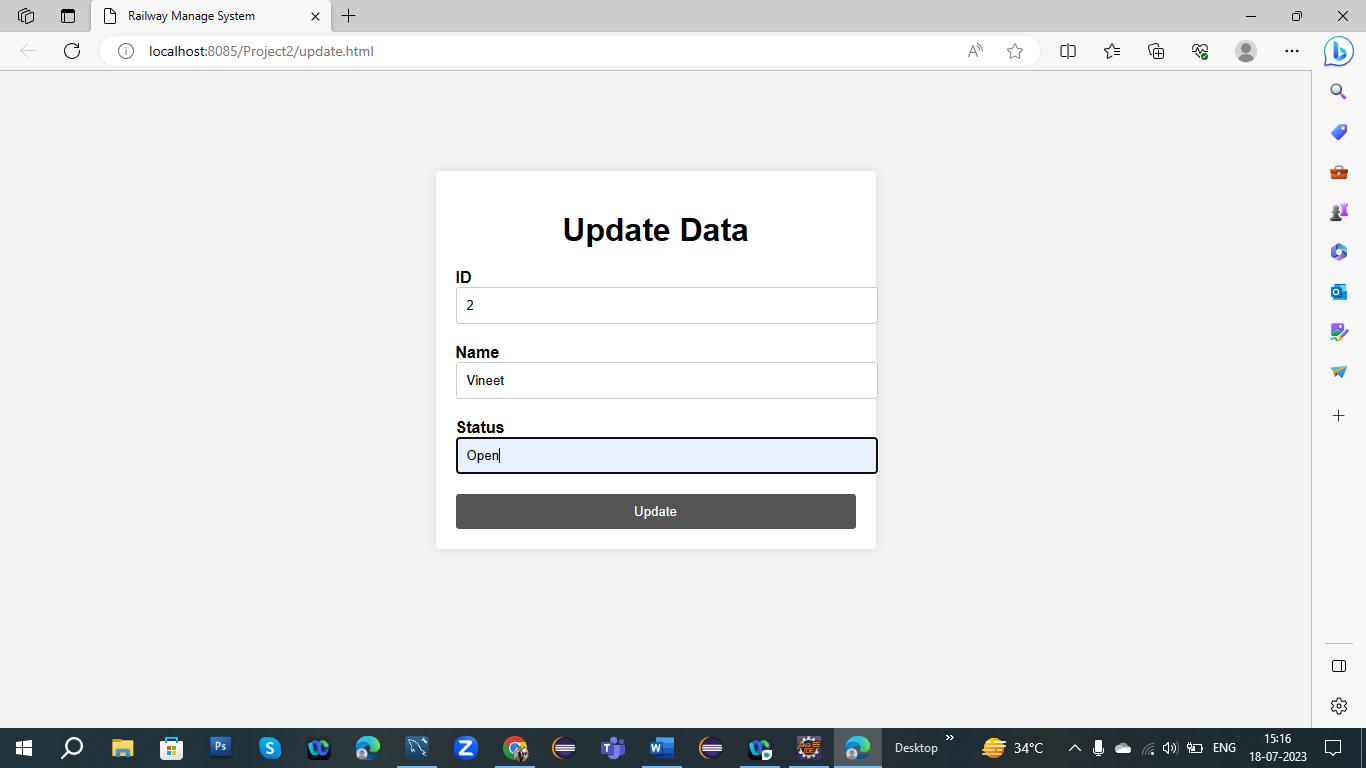 Railway Manage System
localhost:8085/Project2/update.html
Update Data
ID
2
Name
Vineet
Status
Open
Update
Desktop
34°C
ENG
15:16
18-07-2023